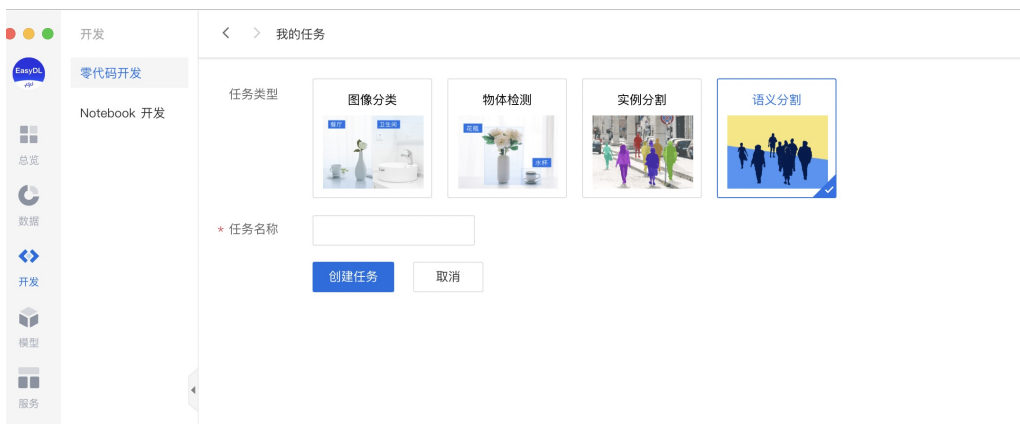 开发
我的任务
EasyDL
零代码开发
Notebook 开发
总览
数据
开发
模型
服务
任务类型
图像分类
餐厅
卫生间
物体检测
花瓶
水杯
实例分割
语义分割
* 任务名称
创建任务
取消